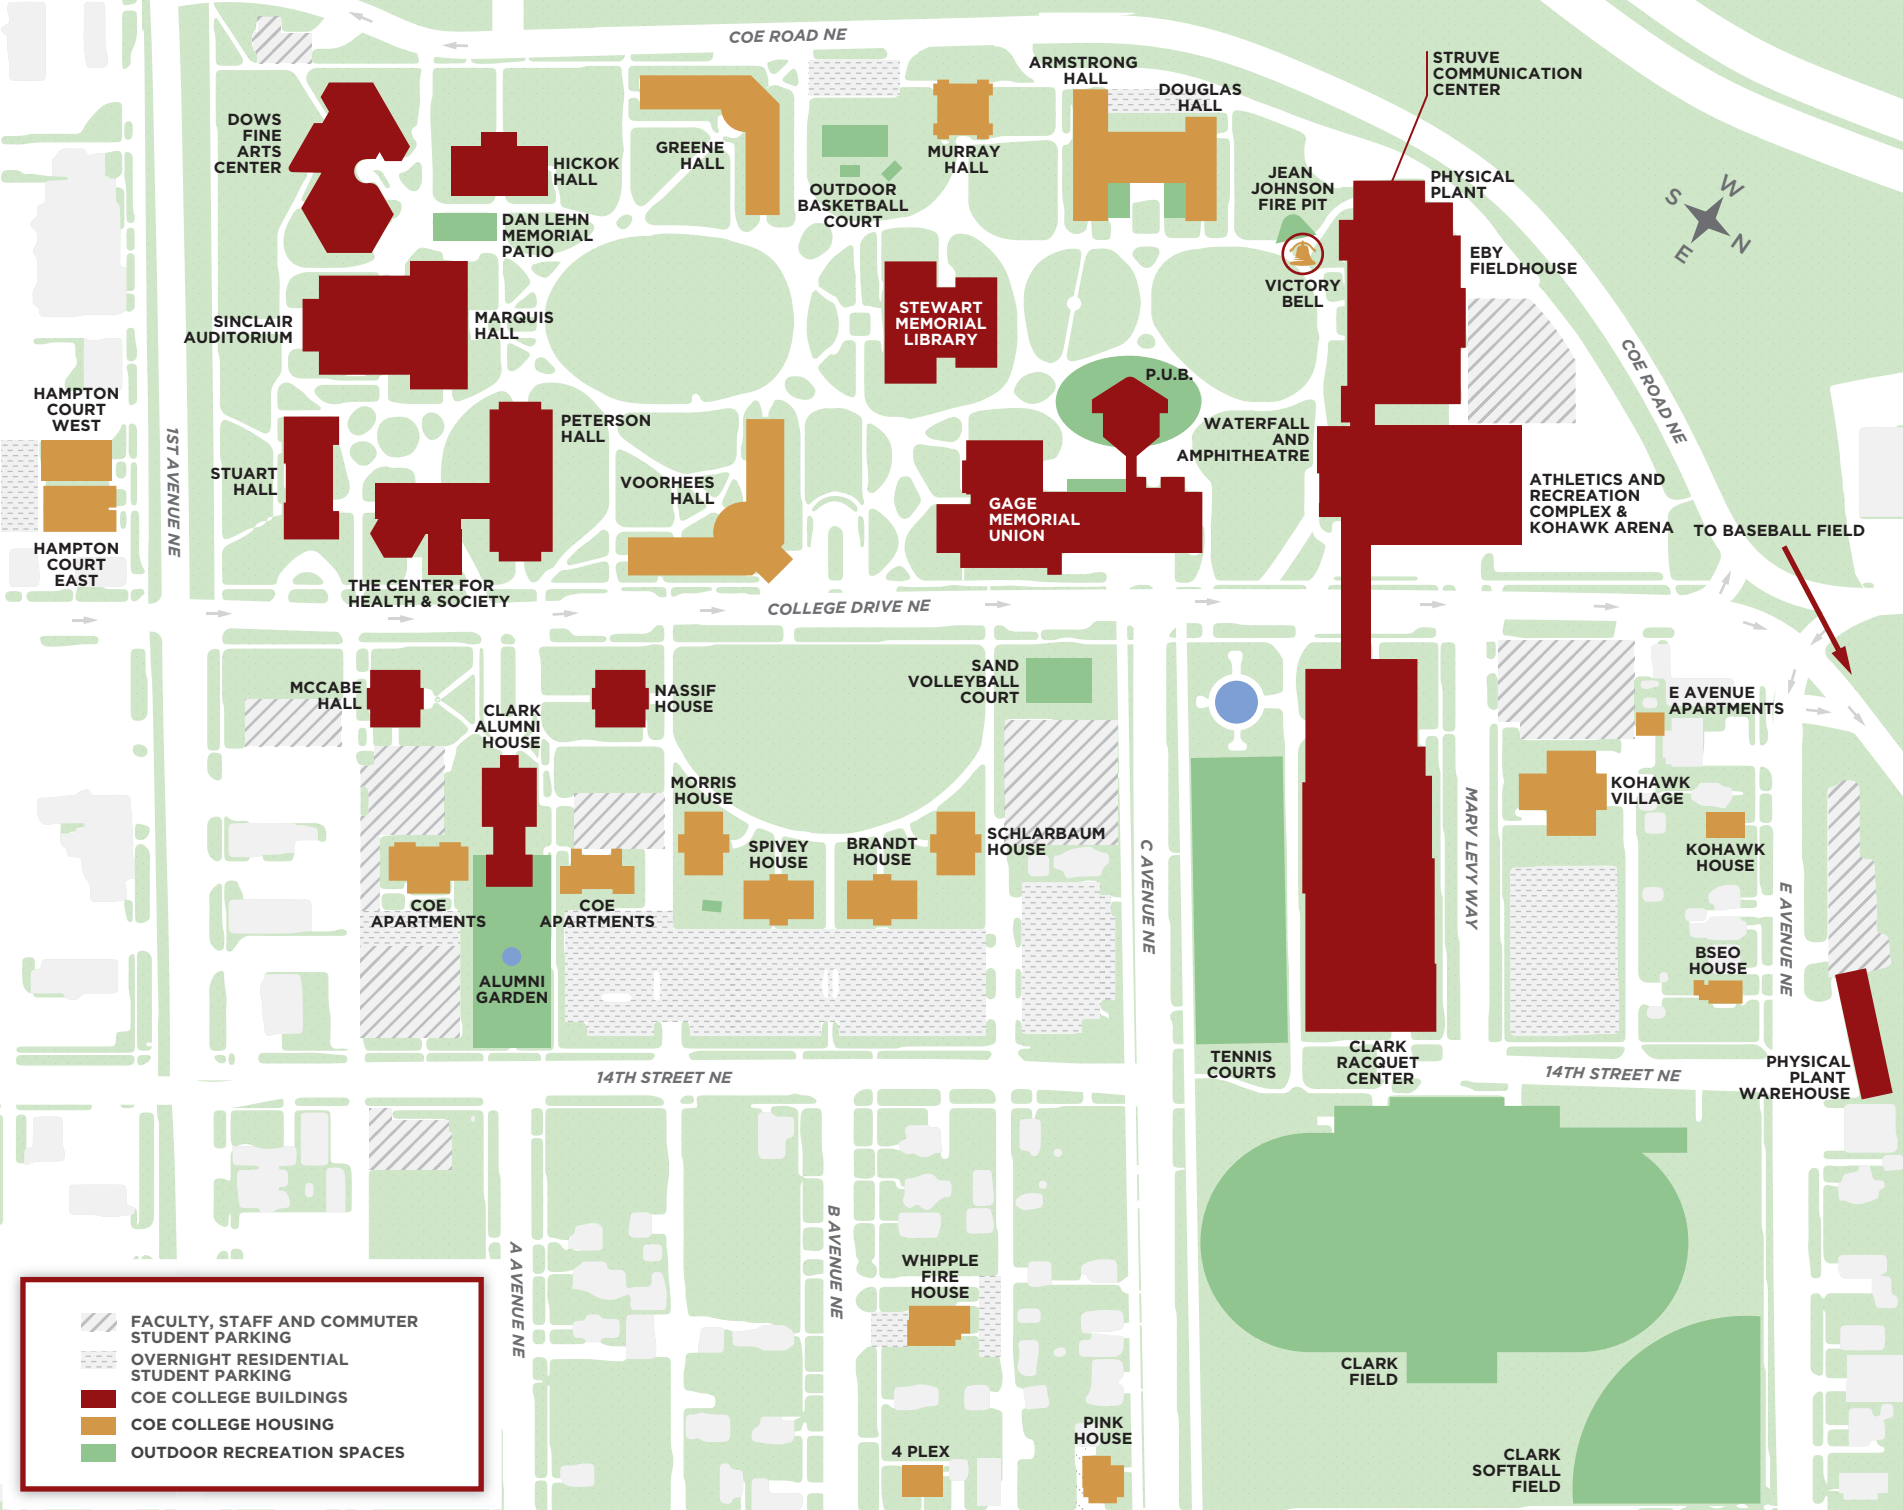 COE ROAD NE
STRUVE
COMMUNICATION
CENTER
ARMSTRONG
HALL
DOUGLAS
HALL
DOWS
FINE
ARTS
CENTER
HICKOK
HALL
GREENE
HALL
MURRAY
HALL
OUTDOOR
BASKETBALL
COURT
JEAN
JOHNSON
FIRE PIT
PHYSICAL
PLANT
S
W
E
N
DAN LEHN
MEMORIAL
PATIO
EBY
FIELDHOUSE
VICTORY
BELL
SINCLAIR
AUDITORIUM
MARQUIS
HALL
STEWART
MEMORIAL
LIBRARY
COE ROAD NE
P.U.B.
HAMPTON
COURT
WEST
1ST AVENUE NE
PETERSON
HALL
WATERFALL
AND
AMPHITHEATRE
STUART
HALL
VOORHEES
HALL
GAGE
MEMORIAL
UNION
ATHLETICS AND
RECREATION
COMPLEX &
KOHAWK ARENA
TO BASEBALL FIELD
HAMPTON
COURT
EAST
THE CENTER FOR
HEALTH & SOCIETY
COLLEGE DRIVE NE
MCCABE
HALL
NASSIF
HOUSE
SAND
VOLLEYBALL
COURT
CLARK
ALUMNI
HOUSE
E AVENUE
APARTMENTS
MORRIS
HOUSE
KOHAWK
VILLAGE
SPIVEY
HOUSE
BRANDT
HOUSE
SCHLARBAUM
HOUSE
C AVENUE NE
MARV LEVY WAY
KOHAWK
HOUSE
E AVENUE NE
COE
APARTMENTS
COE
APARTMENTS
ALUMNI
GARDEN
BSEO
HOUSE
TENNIS
COURTS
CLARK
RACQUET
CENTER
14TH STREET NE
14TH STREET NE
PHYSICAL
PLANT
WAREHOUSE
A AVENUE NE
B AVENUE NE
WHIPPLE
FIRE
HOUSE
CLARK
FIELD
PINK
HOUSE
4 PLEX
CLARK
SOFTBALL
FIELD
FACULTY, STAFF AND COMMUTER
STUDENT PARKING
OVERNIGHT RESIDENTIAL
STUDENT PARKING
COE COLLEGE BUILDINGS
COE COLLEGE HOUSING
OUTDOOR RECREATION SPACES